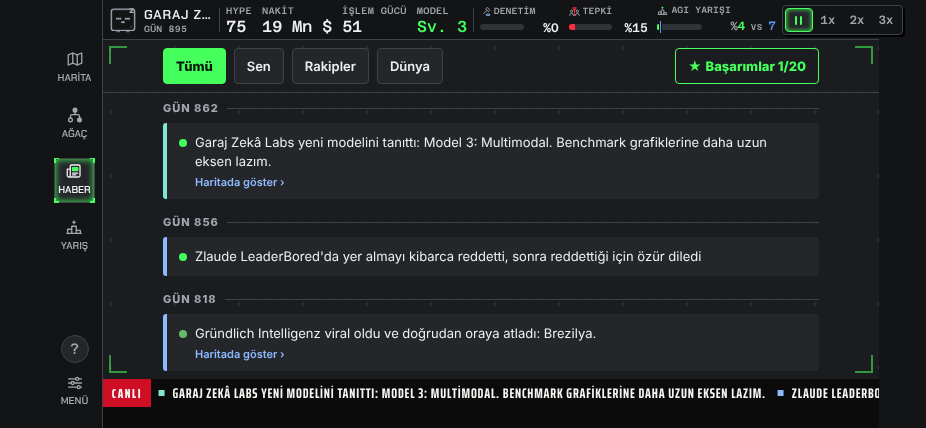 GARAJ Z...
GÜN 895
HYPE
75
NAKİT
19 Mn $
İŞLEM GÜCÜ
51
MODEL
Sv. 3
DENETİM
%0
TEPKİ
%15
AGI YARIŞI
%4 vs 7
1x
2x
3x
HARİTA
AĞAÇ
HABER
YARIŞ
?
MENÜ
Tümü
Sen
Rakipler
Dünya
★ Başarımlar 1/20
GÜN 862
Garaj Zekâ Labs yeni modelini tanıttı: Model 3: Multimodal. Benchmark grafiklerine daha uzun
eksen lazım.
Haritada göster ›
GÜN 856
Zlaude LeaderBored'da yer almayı kibarca reddetti, sonra reddettiği için özür diledi
GÜN 818
Gründlich Intelligenz viral oldu ve doğrudan oraya atladı: Brezilya.
Haritada göster ›
CANLI
GARAJ ZEKÂ LABS YENİ MODELİNİ TANITTI: MODEL 3: MULTİMODAL. BENCHMARK GRAFİKLERİNE DAHA UZUN EKSEN LAZIM. ZLAUDE LEADERBO